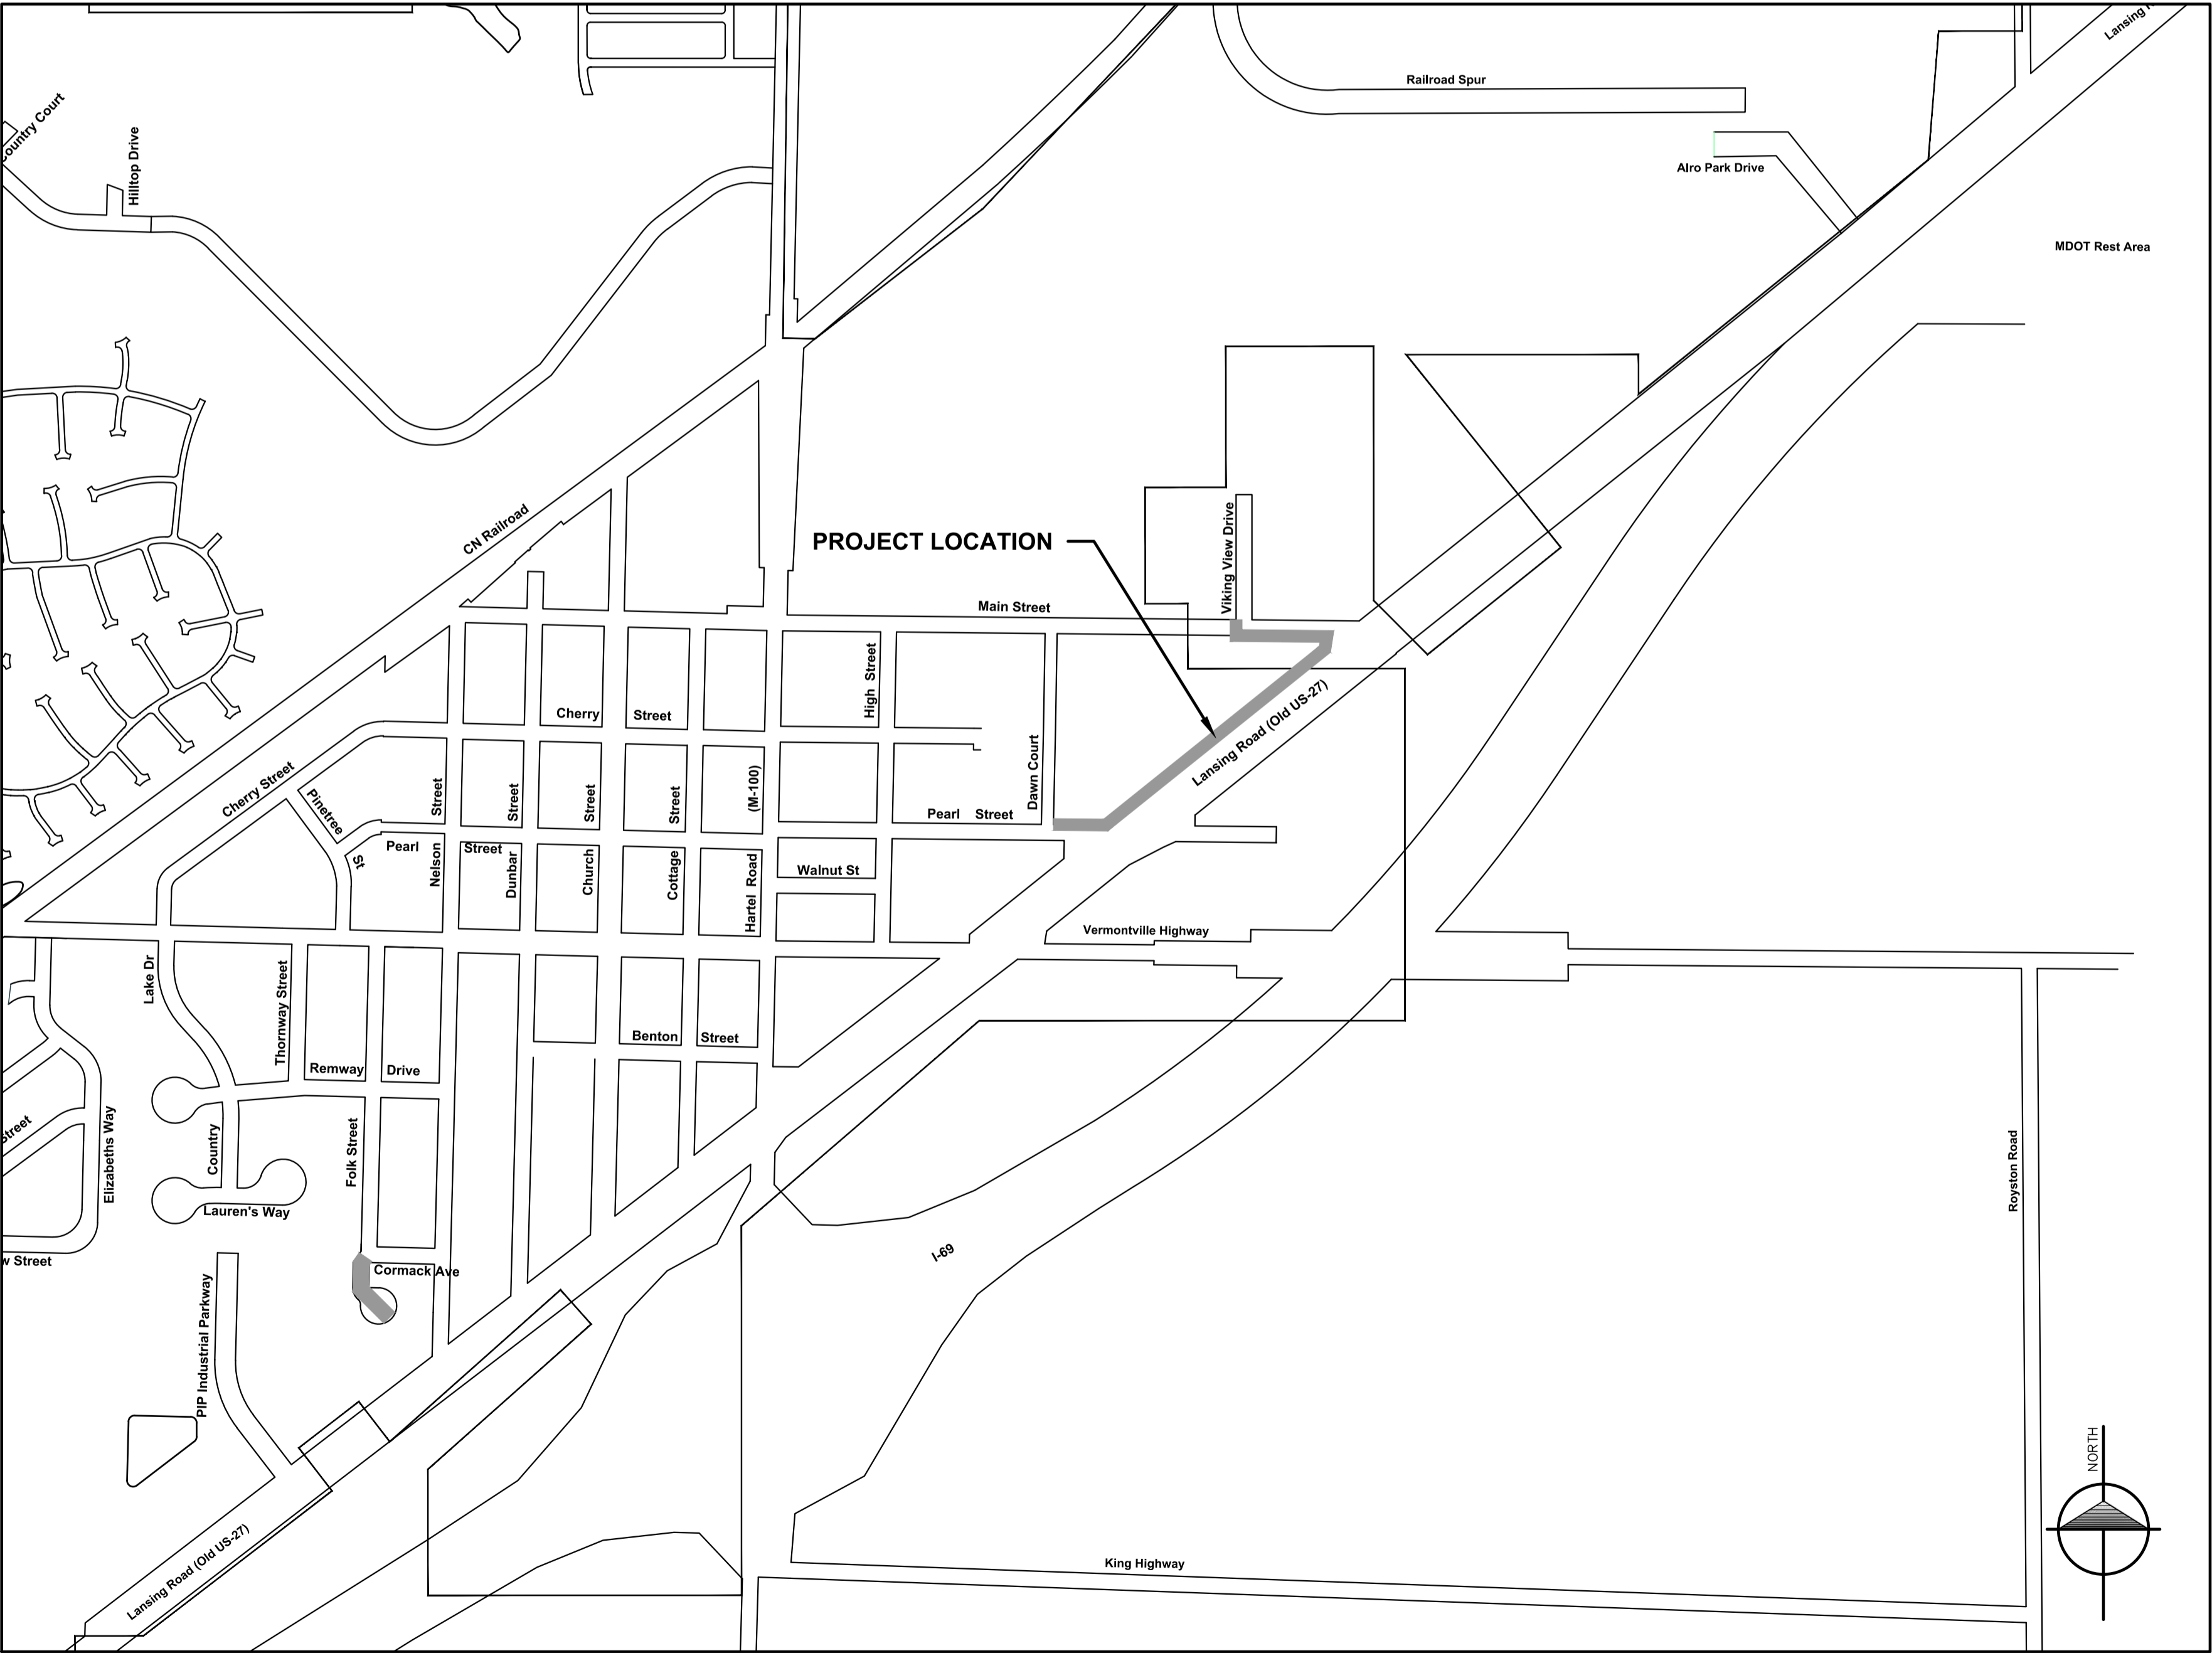 Lansing
Railroad Spur
Alro Park Drive
MDOT Rest Area
Country Court
Hilltop Drive
CN Railroad
PROJECT LOCATION
Viking View Drive
Main Street
High Street
Cherry Street
Lansing Road (Old US-27)
Dawn Court
Cherry Street
Pinetree St
Street
Street
Street
Street
(M-100)
Pearl Street
Pearl Street
Nelson
Dunbar
Church
Cottage
Hartel Road
Walnut St
Vermontville Highway
Lake Dr
Thornway Street
Benton Street
Remway Drive
Street
Elizabeths Way
Country
Folk Street
Lauren's Way
w Street
Cormack Ave
PIP Industrial Parkway
I-69
Royston Road
NORTH
Lansing Road (Old US-27)
King Highway